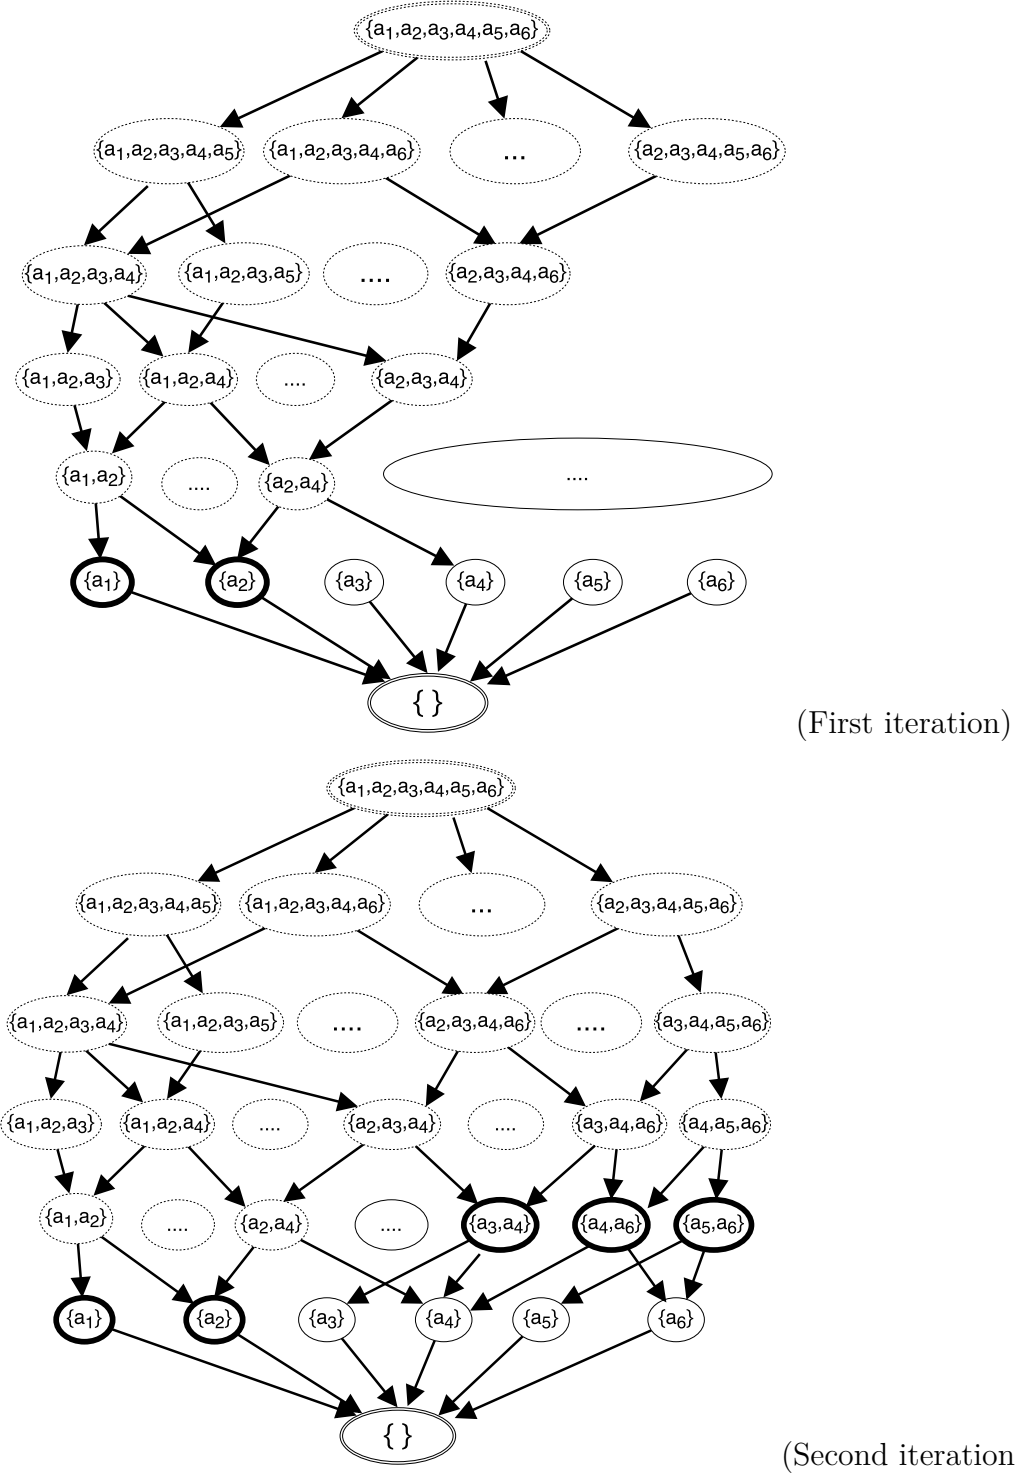 {a₁,a₂,a₃,a₄,a₅,a₆}
{a₁,a₂,a₃,a₄,a₅} {a₁,a₂,a₃,a₄,a₆} ... {a₂,a₃,a₄,a₅,a₆}
{a₁,a₂,a₃,a₄} {a₁,a₂,a₃,a₅} .... {a₂,a₃,a₄,a₆}
{a₁,a₂,a₃} {a₁,a₂,a₄} .... {a₂,a₃,a₄}
{a₁,a₂} .... {a₂,a₄} ....
{a₁} {a₂} {a₃} {a₄} {a₅} {a₆}
{ }
(First iteration)
{a₁,a₂,a₃,a₄,a₅,a₆}
{a₁,a₂,a₃,a₄,a₅} {a₁,a₂,a₃,a₄,a₆} ... {a₂,a₃,a₄,a₅,a₆}
{a₁,a₂,a₃,a₄} {a₁,a₂,a₃,a₅} .... {a₂,a₃,a₄,a₆} .... {a₃,a₄,a₅,a₆}
{a₁,a₂,a₃} {a₁,a₂,a₄} .... {a₂,a₃,a₄} .... {a₃,a₄,a₆} {a₄,a₅,a₆}
{a₁,a₂} .... {a₂,a₄} .... {a₃,a₄} {a₄,a₆} {a₅,a₆}
{a₁} {a₂} {a₃} {a₄} {a₅} {a₆}
{ }
(Second iteration